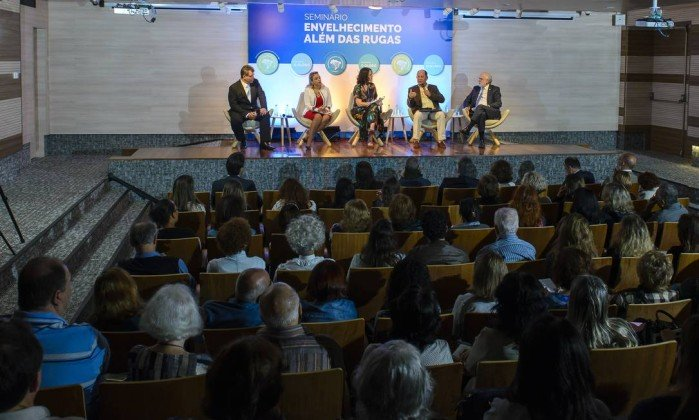 SEMINÁRIO
ENVELHECIMENTO
ALÉM DAS RUGAS